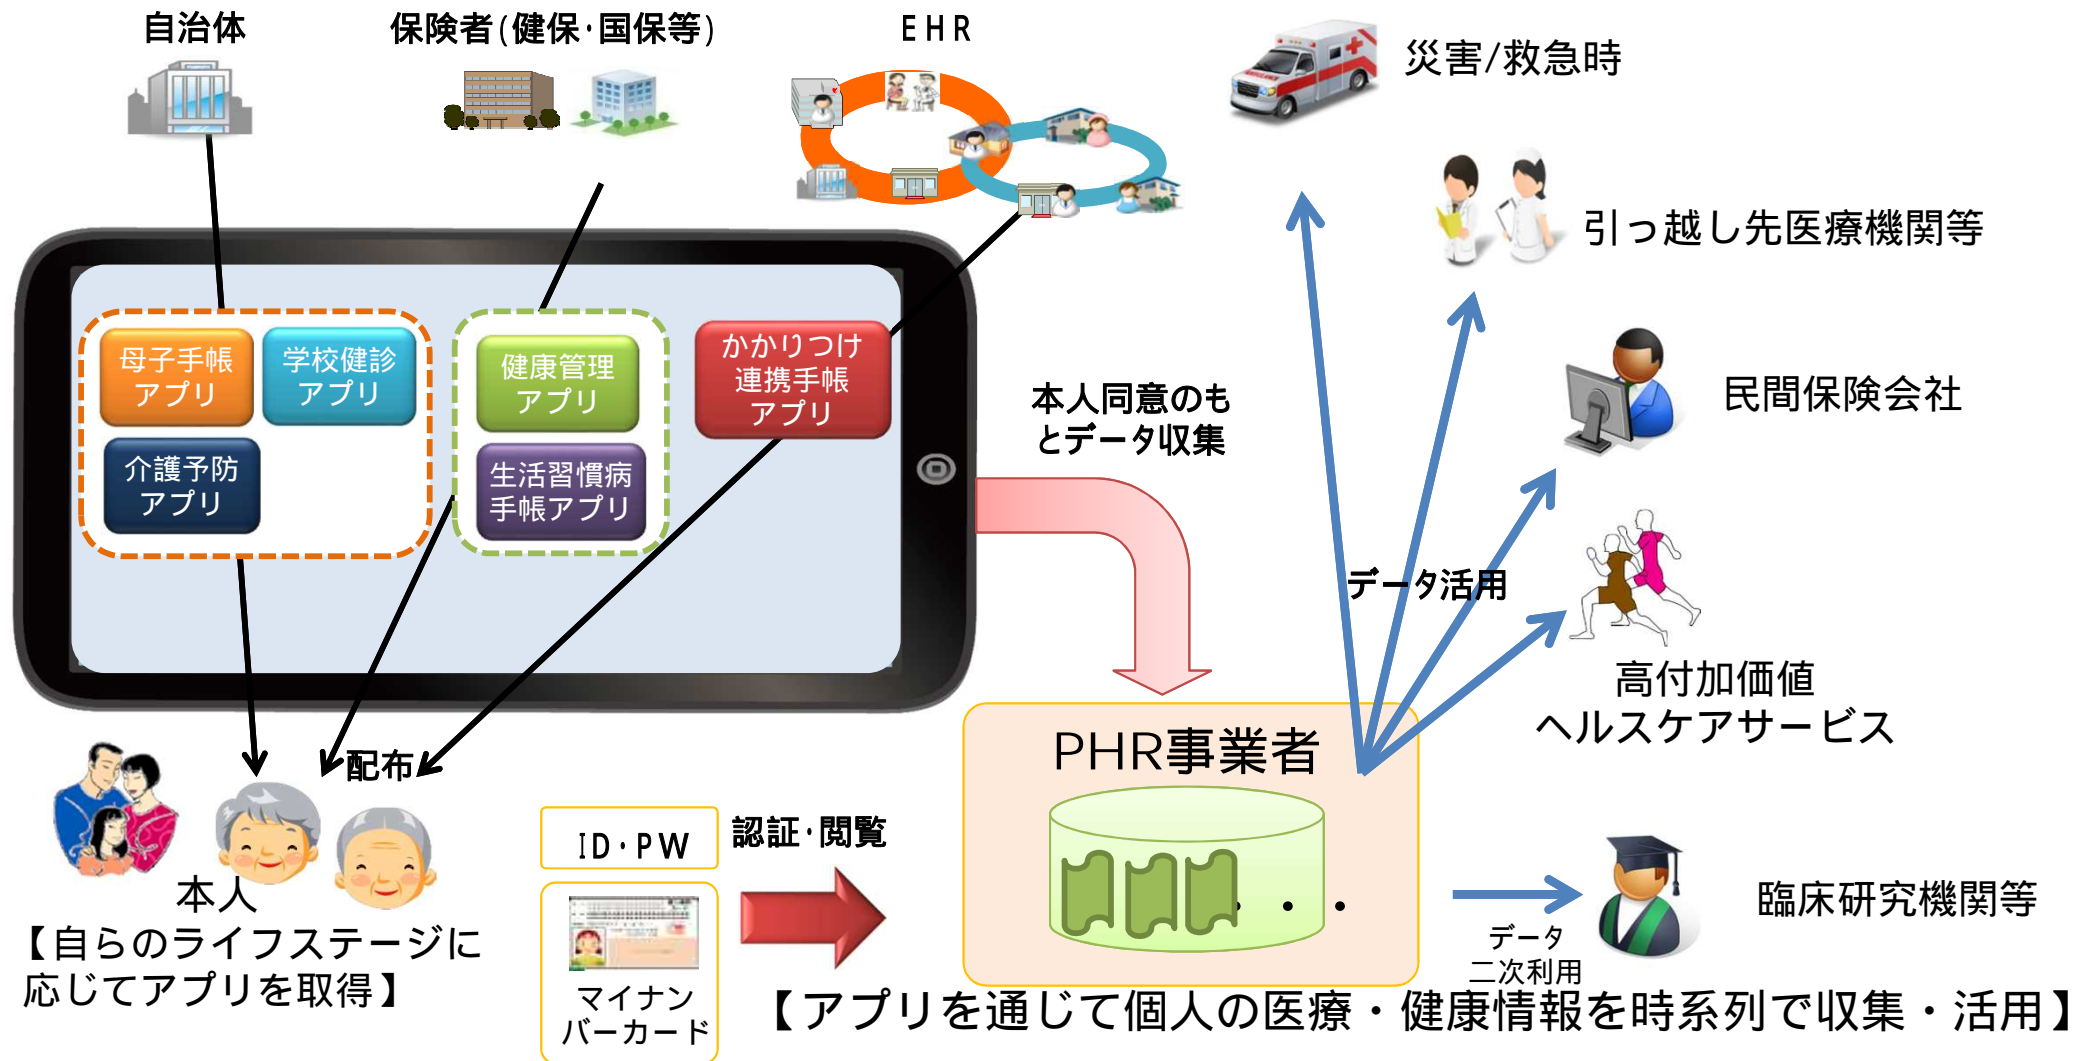 自治体
保険者(健保・国保等)
EHR
災害/救急時
引っ越し先医療機関等
民間保険会社
母子手帳
アプリ
学校健診
アプリ
介護予防
アプリ
健康管理
アプリ
生活習慣病
手帳アプリ
かかりつけ
連携手帳
アプリ
本人同意のも
とデータ収集
データ活用
高付加価値
ヘルスケアサービス
配布
本人
【自らのライフステージに
応じてアプリを取得】
ID・PW
マイナン
バーカード
認証・閲覧
PHR事業者
・・・
データ
二次利用
臨床研究機関等
【アプリを通じて個人の医療・健康情報を時系列で収集・活用】